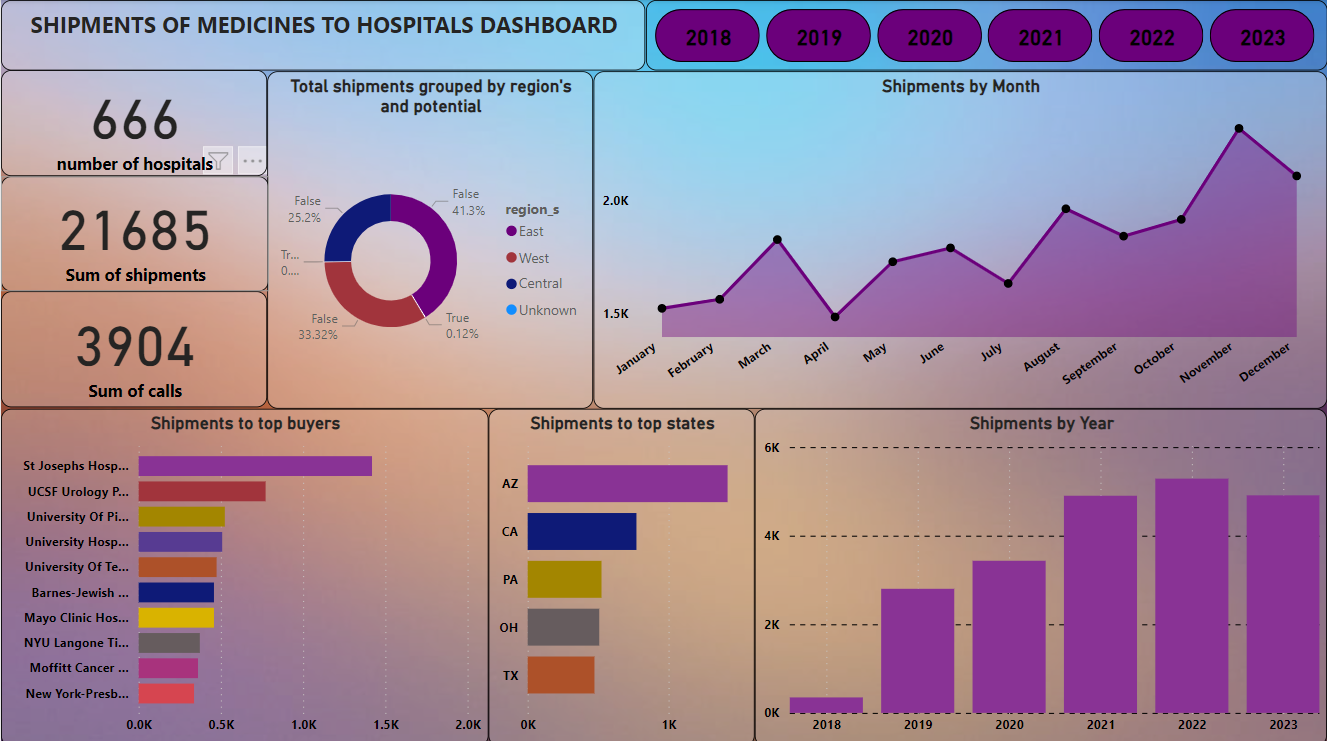 SHIPMENTS OF MEDICINES TO HOSPITALS DASHBOARD
2018
2019
2020
2021
2022
2023
666
number of hospitals
21685
Sum of shipments
3904
Sum of calls
Total shipments grouped by region's
and potential
False
41.3%
True
0.12%
False
33.32%
Tr...
0....
False
25.2%
region_s
East
West
Central
Unknown
Shipments by Month
2.0K
1.5K
January
February
March
April
May
June
July
August
September
October
November
December
Shipments to top buyers
St Josephs Hosp...
UCSF Urology P...
University Of Pi...
University Hosp...
University Of Te...
Barnes-Jewish ...
Mayo Clinic Hos...
NYU Langone Ti...
Moffitt Cancer ...
New York-Presb...
0.0K 0.5K 1.0K 1.5K 2.0K
Shipments to top states
AZ
CA
PA
OH
TX
0K 1K
Shipments by Year
6K
4K
2K
0K
2018 2019 2020 2021 2022 2023